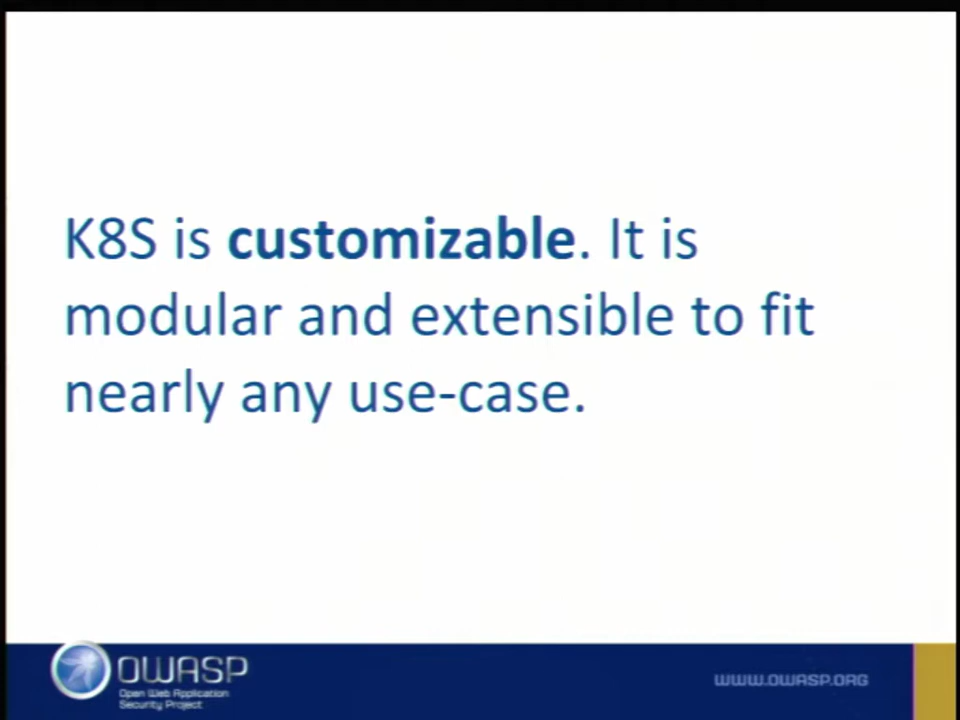 K8S is customizable. It is
modular and extensible to fit
nearly any use-case.
OWASP
Open Web Application
Security Project
WWW.OWASP.ORG